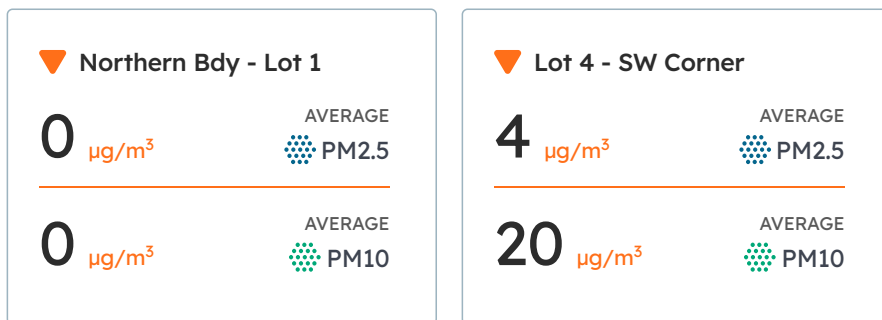 Northern Bdy - Lot 1
0 µg/m³ AVERAGE PM2.5
0 µg/m³ AVERAGE PM10
Lot 4 - SW Corner
4 µg/m³ AVERAGE PM2.5
20 µg/m³ AVERAGE PM10